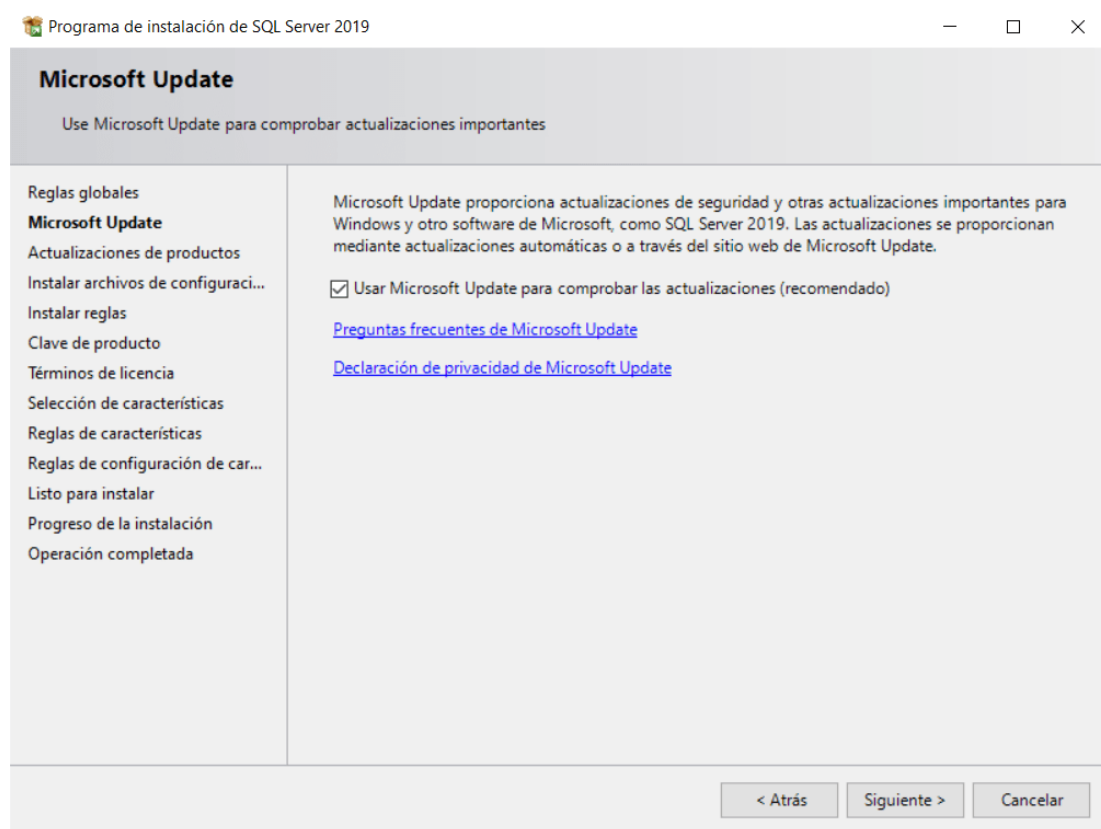 Programa de instalación de SQL Server 2019
Microsoft Update
Use Microsoft Update para comprobar actualizaciones importantes
Reglas globales
Microsoft Update
Actualizaciones de productos
Instalar archivos de configuraci...
Instalar reglas
Clave de producto
Términos de licencia
Selección de características
Reglas de características
Reglas de configuración de car...
Listo para instalar
Progreso de la instalación
Operación completada
Microsoft Update proporciona actualizaciones de seguridad y otras actualizaciones importantes para
Windows y otro software de Microsoft, como SQL Server 2019. Las actualizaciones se proporcionan
mediante actualizaciones automáticas o a través del sitio web de Microsoft Update.
Usar Microsoft Update para comprobar las actualizaciones (recomendado)
Preguntas frecuentes de Microsoft Update
Declaración de privacidad de Microsoft Update
< Atrás
Siguiente >
Cancelar